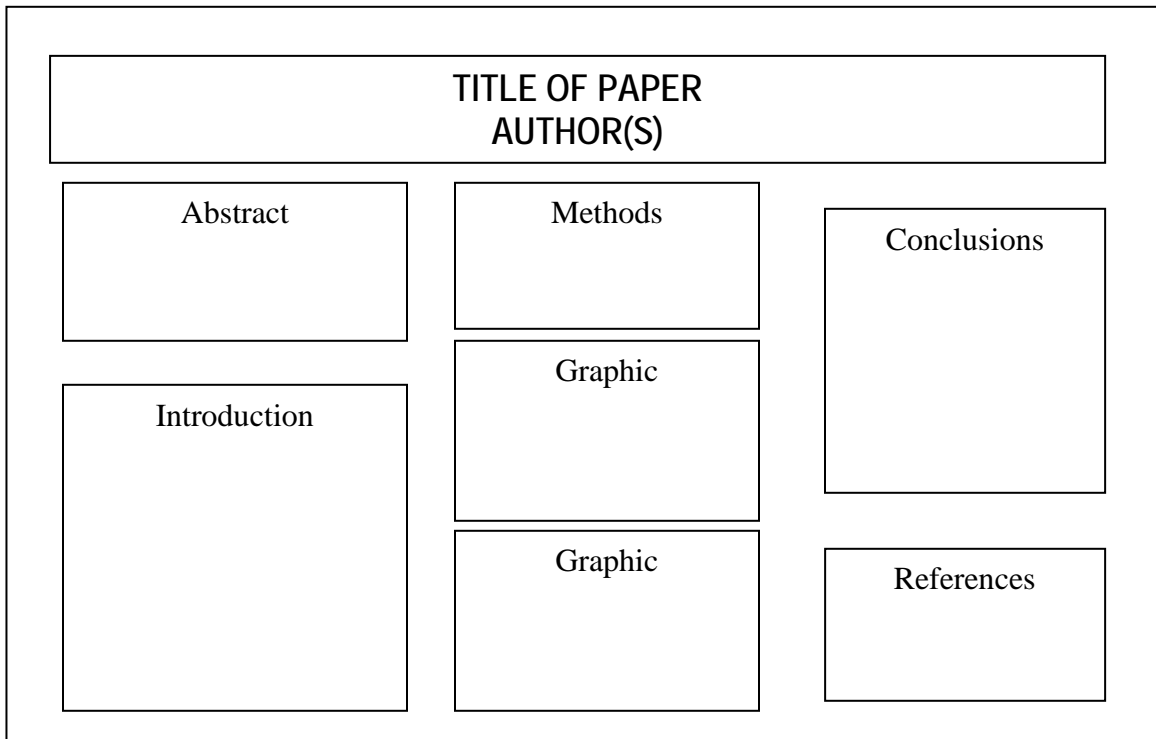 TITLE OF PAPER
AUTHOR(S)
Abstract
Introduction
Methods
Graphic
Graphic
Conclusions
References